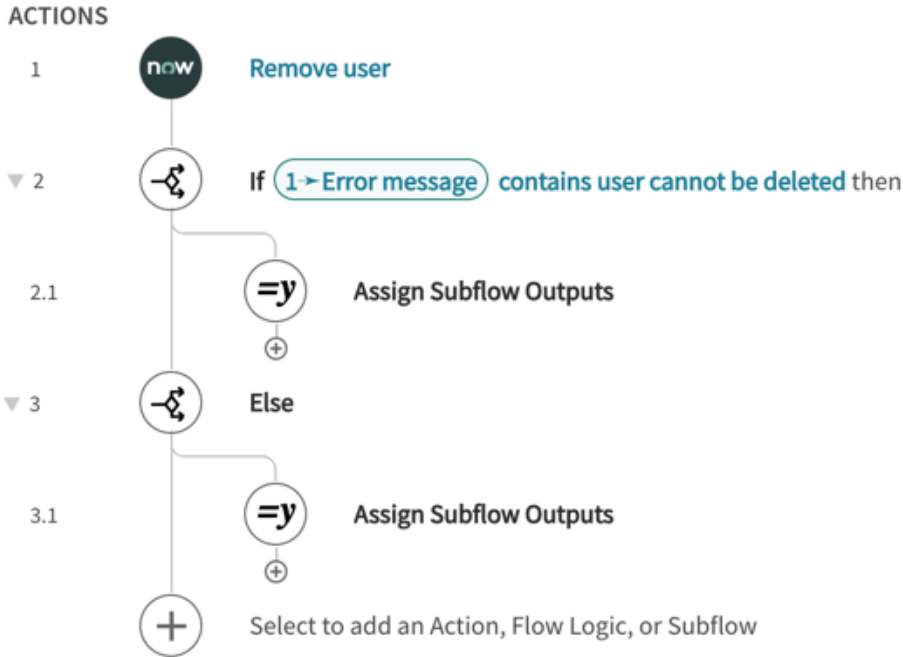 ACTIONS
1 now Remove user
2 If 1➛Error message contains user cannot be deleted then
2.1 =y Assign Subflow Outputs
3 Else
3.1 =y Assign Subflow Outputs
Select to add an Action, Flow Logic, or Subflow